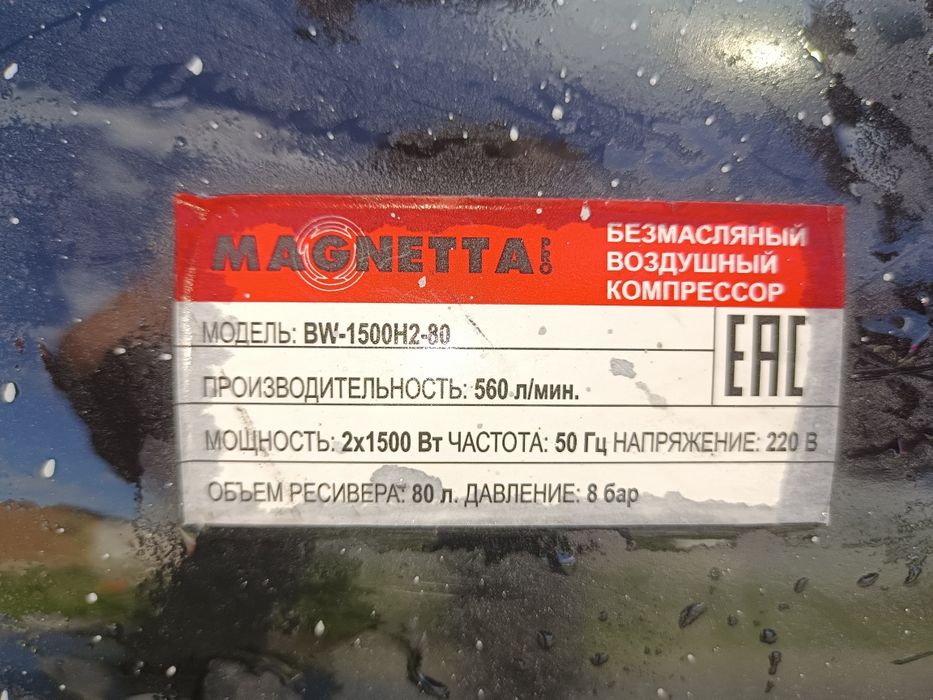 MAGNETTA PRO
БЕЗМАСЛЯНЫЙ
ВОЗДУШНЫЙ
КОМПРЕССОР
МОДЕЛЬ: BW-1500H2-80
EAC
ПРОИЗВОДИТЕЛЬНОСТЬ: 560 л/мин.
МОЩНОСТЬ: 2x1500 Вт ЧАСТОТА: 50 Гц НАПРЯЖЕНИЕ: 220 В
ОБЪЕМ РЕСИВЕРА: 80 л. ДАВЛЕНИЕ: 8 бар